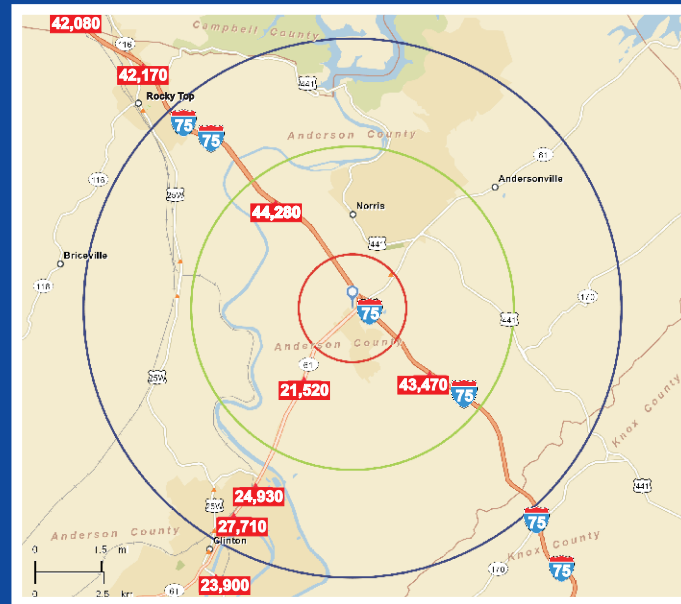 42,080
Campbell County
116
42,170
441
Rocky Top
75
75
Anderson County
61
116
25W
Andersonville
44,280
Norris
441
Briceville
116
170
75
441
Anderson County
61
25W
21,520
43,470
75
Knox County
24,930
441
25W
27,710
75
Anderson County
Clinton
Knox County
0 1.5 m
170
75
23,900
61
0 2.5 km